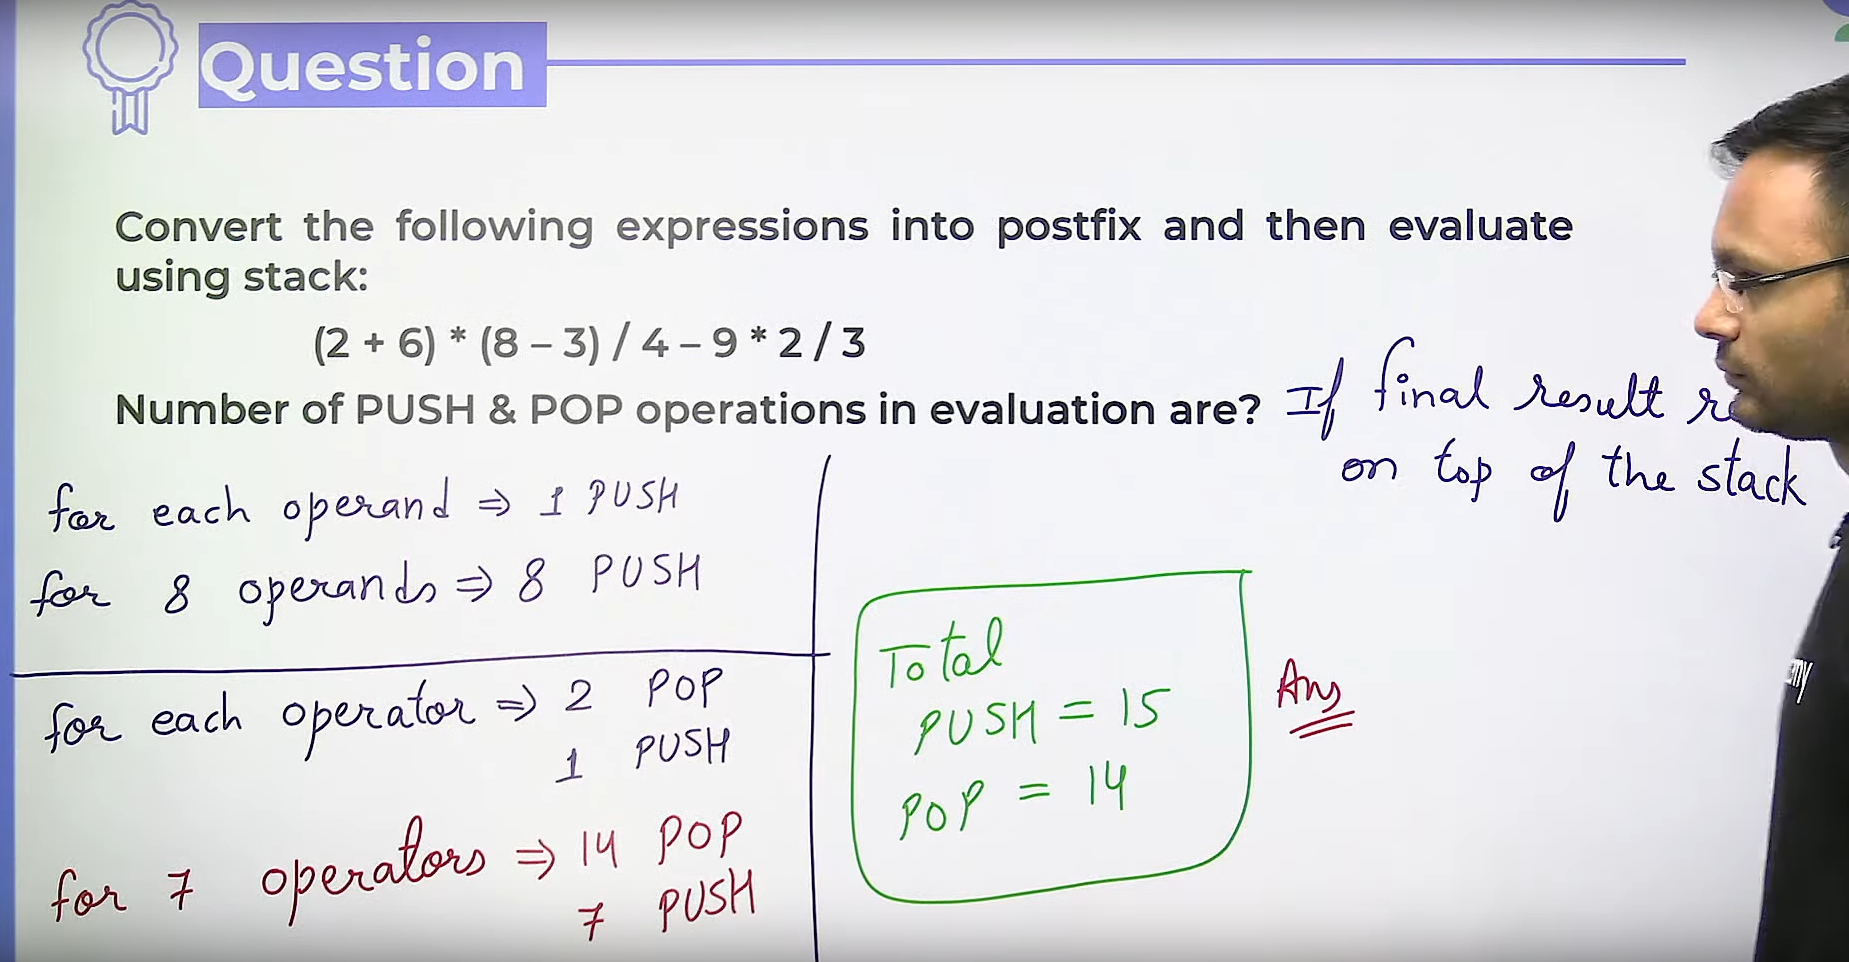 Question
Convert the following expressions into postfix and then evaluate
using stack:
(2 + 6) * (8 – 3) / 4 – 9 * 2 / 3
Number of PUSH & POP operations in evaluation are?
If final result
on top of the stack
for each operand ⇒ 1 PUSH
for 8 operands ⇒ 8 PUSH
for each operator ⇒ 2 POP
1 PUSH
for 7 operators ⇒ 14 POP
7 PUSH
Total
PUSH = 15
POP = 14
Ans